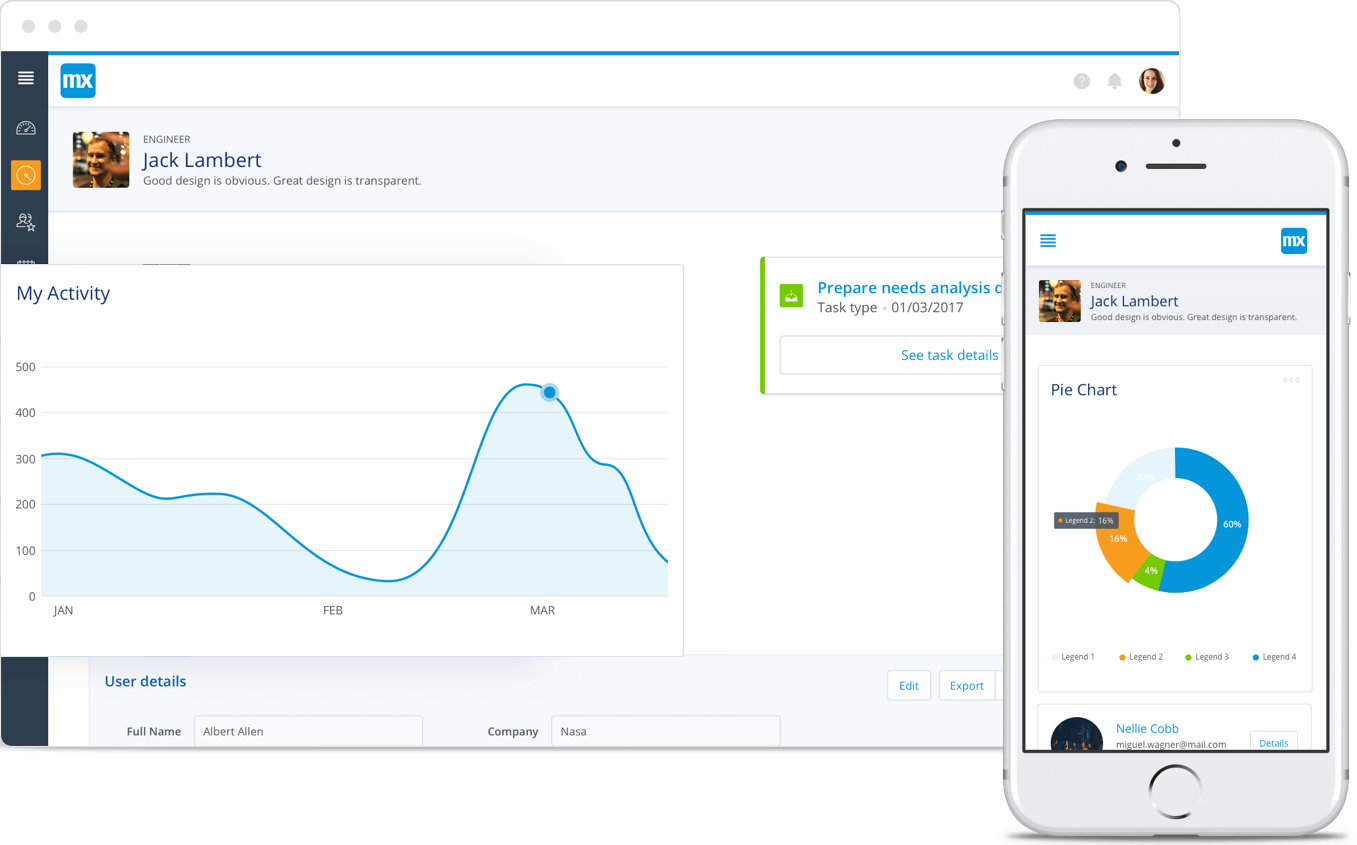 mx
ENGINEER
Jack Lambert
Good design is obvious. Great design is transparent.
My Activity
500
400
300
200
100
0
JAN FEB MAR
Prepare needs analysis
Task type • 01/03/2017
See task details
User details
Edit Export
Full Name Albert Allen Company Nasa
mx
ENGINEER
Jack Lambert
Good design is obvious. Great design is transparent.
Pie Chart
20%
Legend 2: 16%
60%
16%
4%
Legend 1 Legend 2 Legend 3 Legend 4
Nellie Cobb
miguel.wagner@mail.com
Details